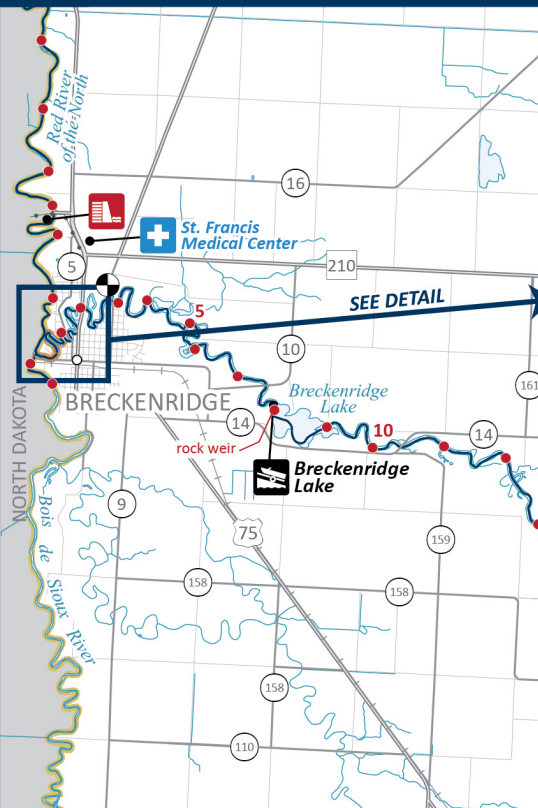 Red River
of the North
16
St. Francis
Medical Center
5
210
SEE DETAIL
5
10
161
NORTH DAKOTA
BRECKENRIDGE
Breckenridge
Lake
14
10
14
rock weir
Breckenridge
Lake
9
75
159
Bois de Sioux River
158
158
158
110